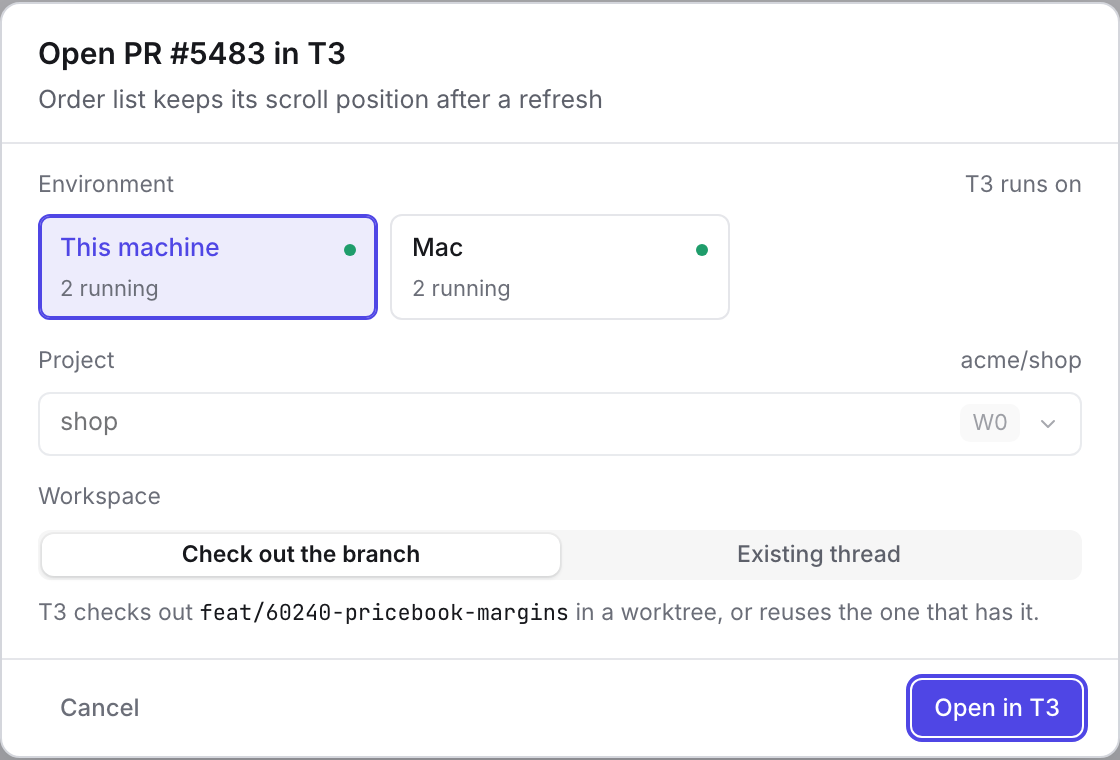 Open PR #5483 in T3
Order list keeps its scroll position after a refresh
Environment
T3 runs on
This machine
2 running
Mac
2 running
Project
acme/shop
shop
W0
Workspace
Check out the branch
Existing thread
T3 checks out feat/60240-pricebook-margins in a worktree, or reuses the one that has it.
Cancel
Open in T3